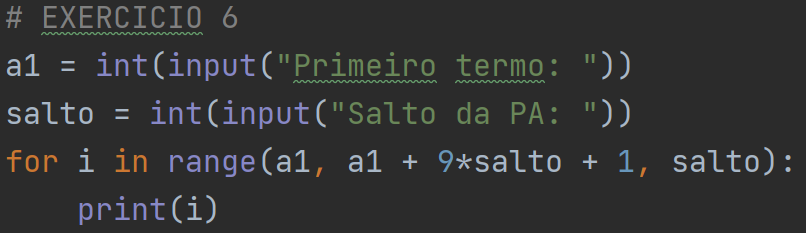 # EXERCICIO 6
a1 = int(input("Primeiro termo: "))
salto = int(input("Salto da PA: "))
for i in range(a1, a1 + 9*salto + 1, salto):
    print(i)